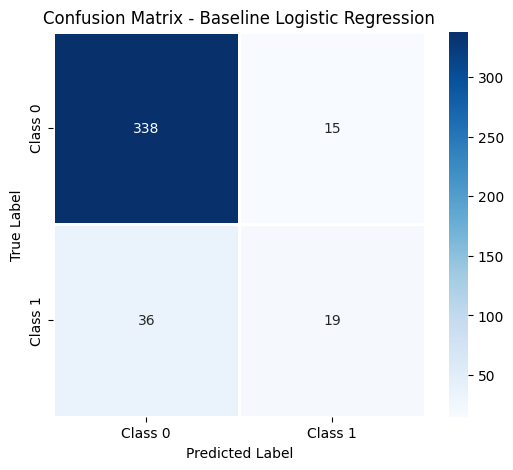 Confusion Matrix - Baseline Logistic Regression
338
15
36
19
Class 0
Class 1
True Label
Class 0
Class 1
Predicted Label
300
250
200
150
100
50